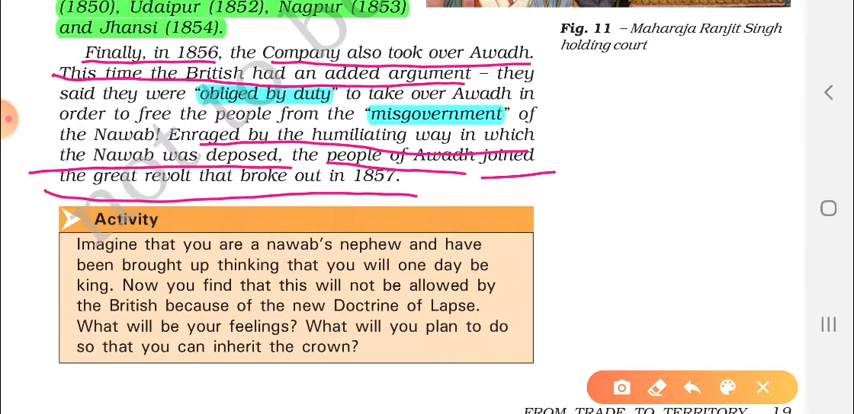 (1850), Udaipur (1852), Nagpur (1853)
and Jhansi (1854).
Finally, in 1856, the Company also took over Awadh.
This time the British had an added argument – they
said they were “obliged by duty” to take over Awadh in
order to free the people from the “misgovernment” of
the Nawab! Enraged by the humiliating way in which
the Nawab was deposed, the people of Awadh joined
the great revolt that broke out in 1857.
Fig. 11 – Maharaja Ranjit Singh
holding court
Activity
Imagine that you are a nawab’s nephew and have
been brought up thinking that you will one day be
king. Now you find that this will not be allowed by
the British because of the new Doctrine of Lapse.
What will be your feelings? What will you plan to do
so that you can inherit the crown?
FROM TRADE TO TERRITORY 19
not to be